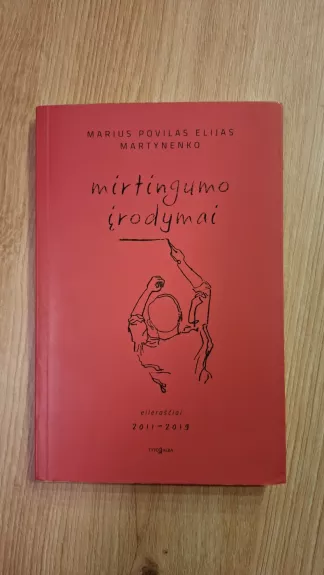 MARIUS POVILAS ELIJAS
MARTYNENKO
mirtingumo
įrodymai
eilėraščiai
2011–2019